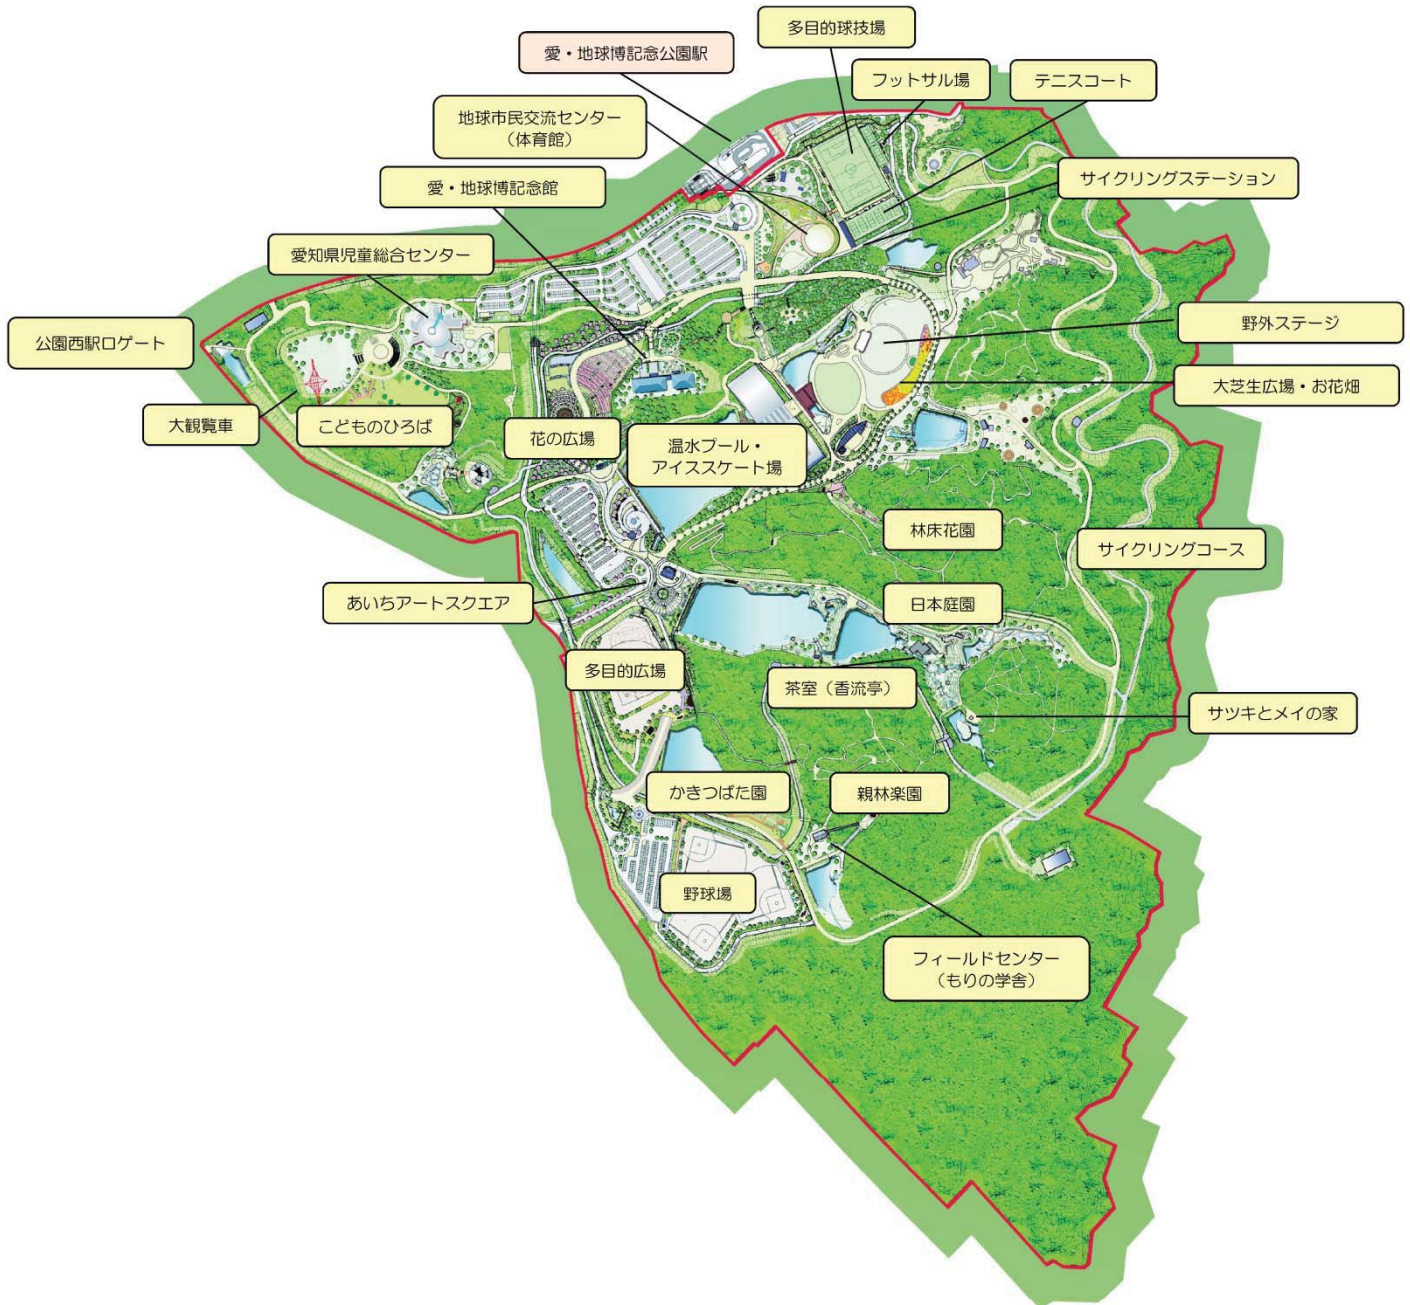 多目的球技場
愛・地球博記念公園駅
フットサル場
テニスコート
地球市民交流センター
（体育館）
サイクリングステーション
愛・地球博記念館
愛知県児童総合センター
公園西駅口ゲート
野外ステージ
大芝生広場・お花畑
大観覧車
こどものひろば
花の広場
温水プール・
アイススケート場
林床花園
サイクリングコース
あいちアートスクエア
日本庭園
多目的広場
茶室（香流亭）
サツキとメイの家
かきつばた園
親林楽園
野球場
フィールドセンター
（もりの学舎）